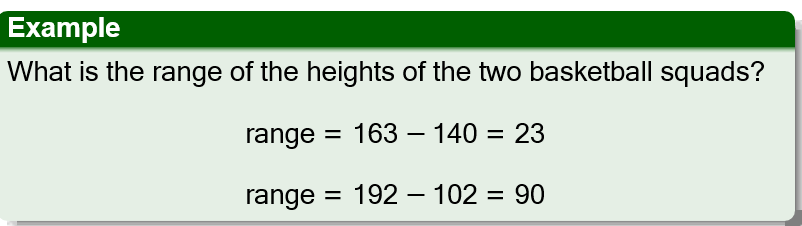 Example
What is the range of the heights of the two basketball squads?
range = 163 − 140 = 23
range = 192 − 102 = 90